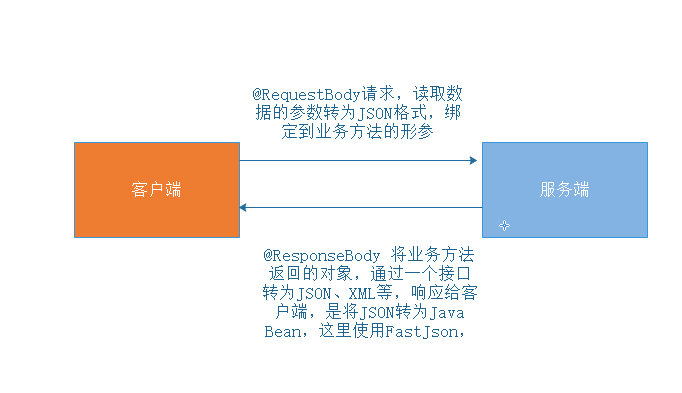 @RequestBody请求，读取数
据的参数转为JSON格式，绑
定到业务方法的形参
客户端
服务端
@ResponseBody 将业务方法
返回的对象，通过一个接口
转为JSON、XML等，响应给客
户端，是将JSON转为Java
Bean，这里使用FastJson，